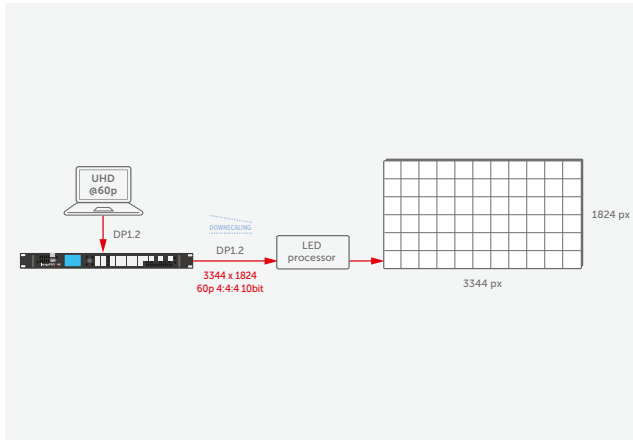 UHD
@60p
DP1.2
DOWNSCALING
DP1.2
3344 x 1824
60p 4:4:4 10bit
LED
processor
1824 px
3344 px